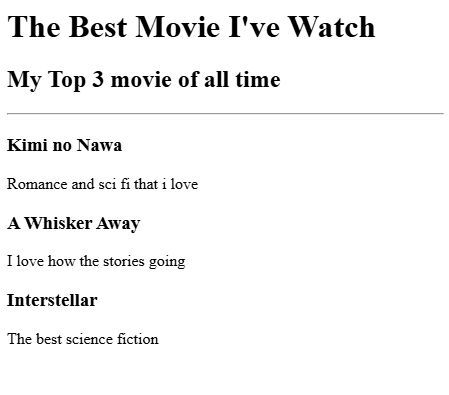 The Best Movie I've Watch
My Top 3 movie of all time
Kimi no Nawa
Romance and sci fi that i love
A Whisker Away
I love how the stories going
Interstellar
The best science fiction